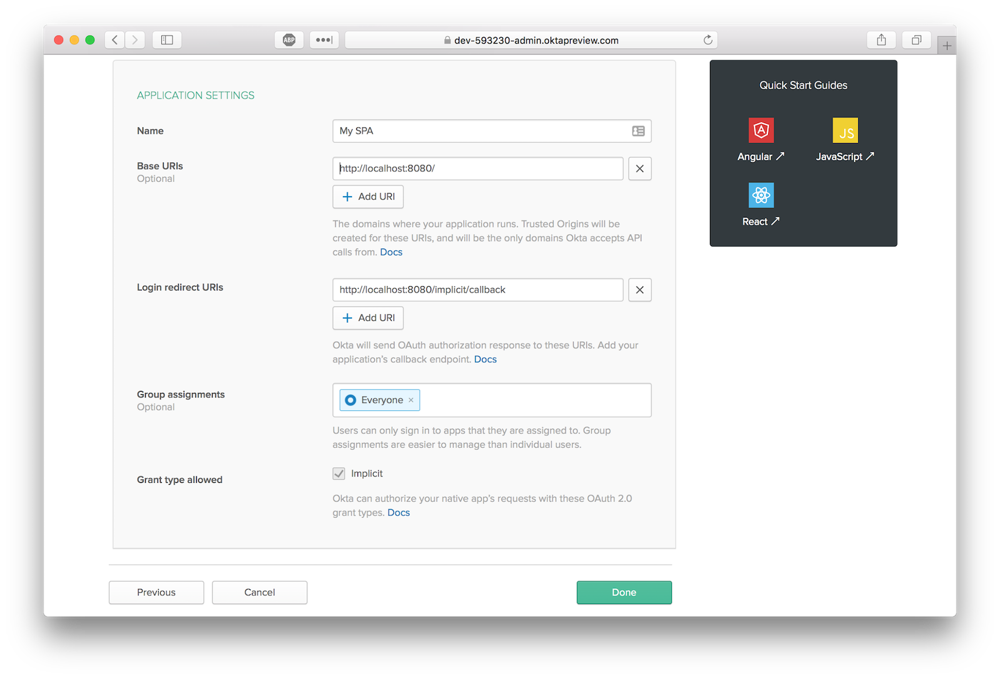 ABP
dev-593230-admin.oktapreview.com
APPLICATION SETTINGS
Name
My SPA
Base URIs
Optional
http://localhost:8080/
Add URI
The domains where your application runs. Trusted Origins will be
created for these URIs, and will be the only domains Okta accepts API
calls from. Docs
Login redirect URIs
http://localhost:8080/implicit/callback
Add URI
Okta will send OAuth authorization response to these URIs. Add your
application's callback endpoint. Docs
Group assignments
Optional
Everyone
Users can only sign in to apps that they are assigned to. Group
assignments are easier to manage than individual users.
Grant type allowed
Implicit
Okta can authorize your native app's requests with these OAuth 2.0
grant types. Docs
Previous
Cancel
Done
Quick Start Guides
JS
Angular
JavaScript
React